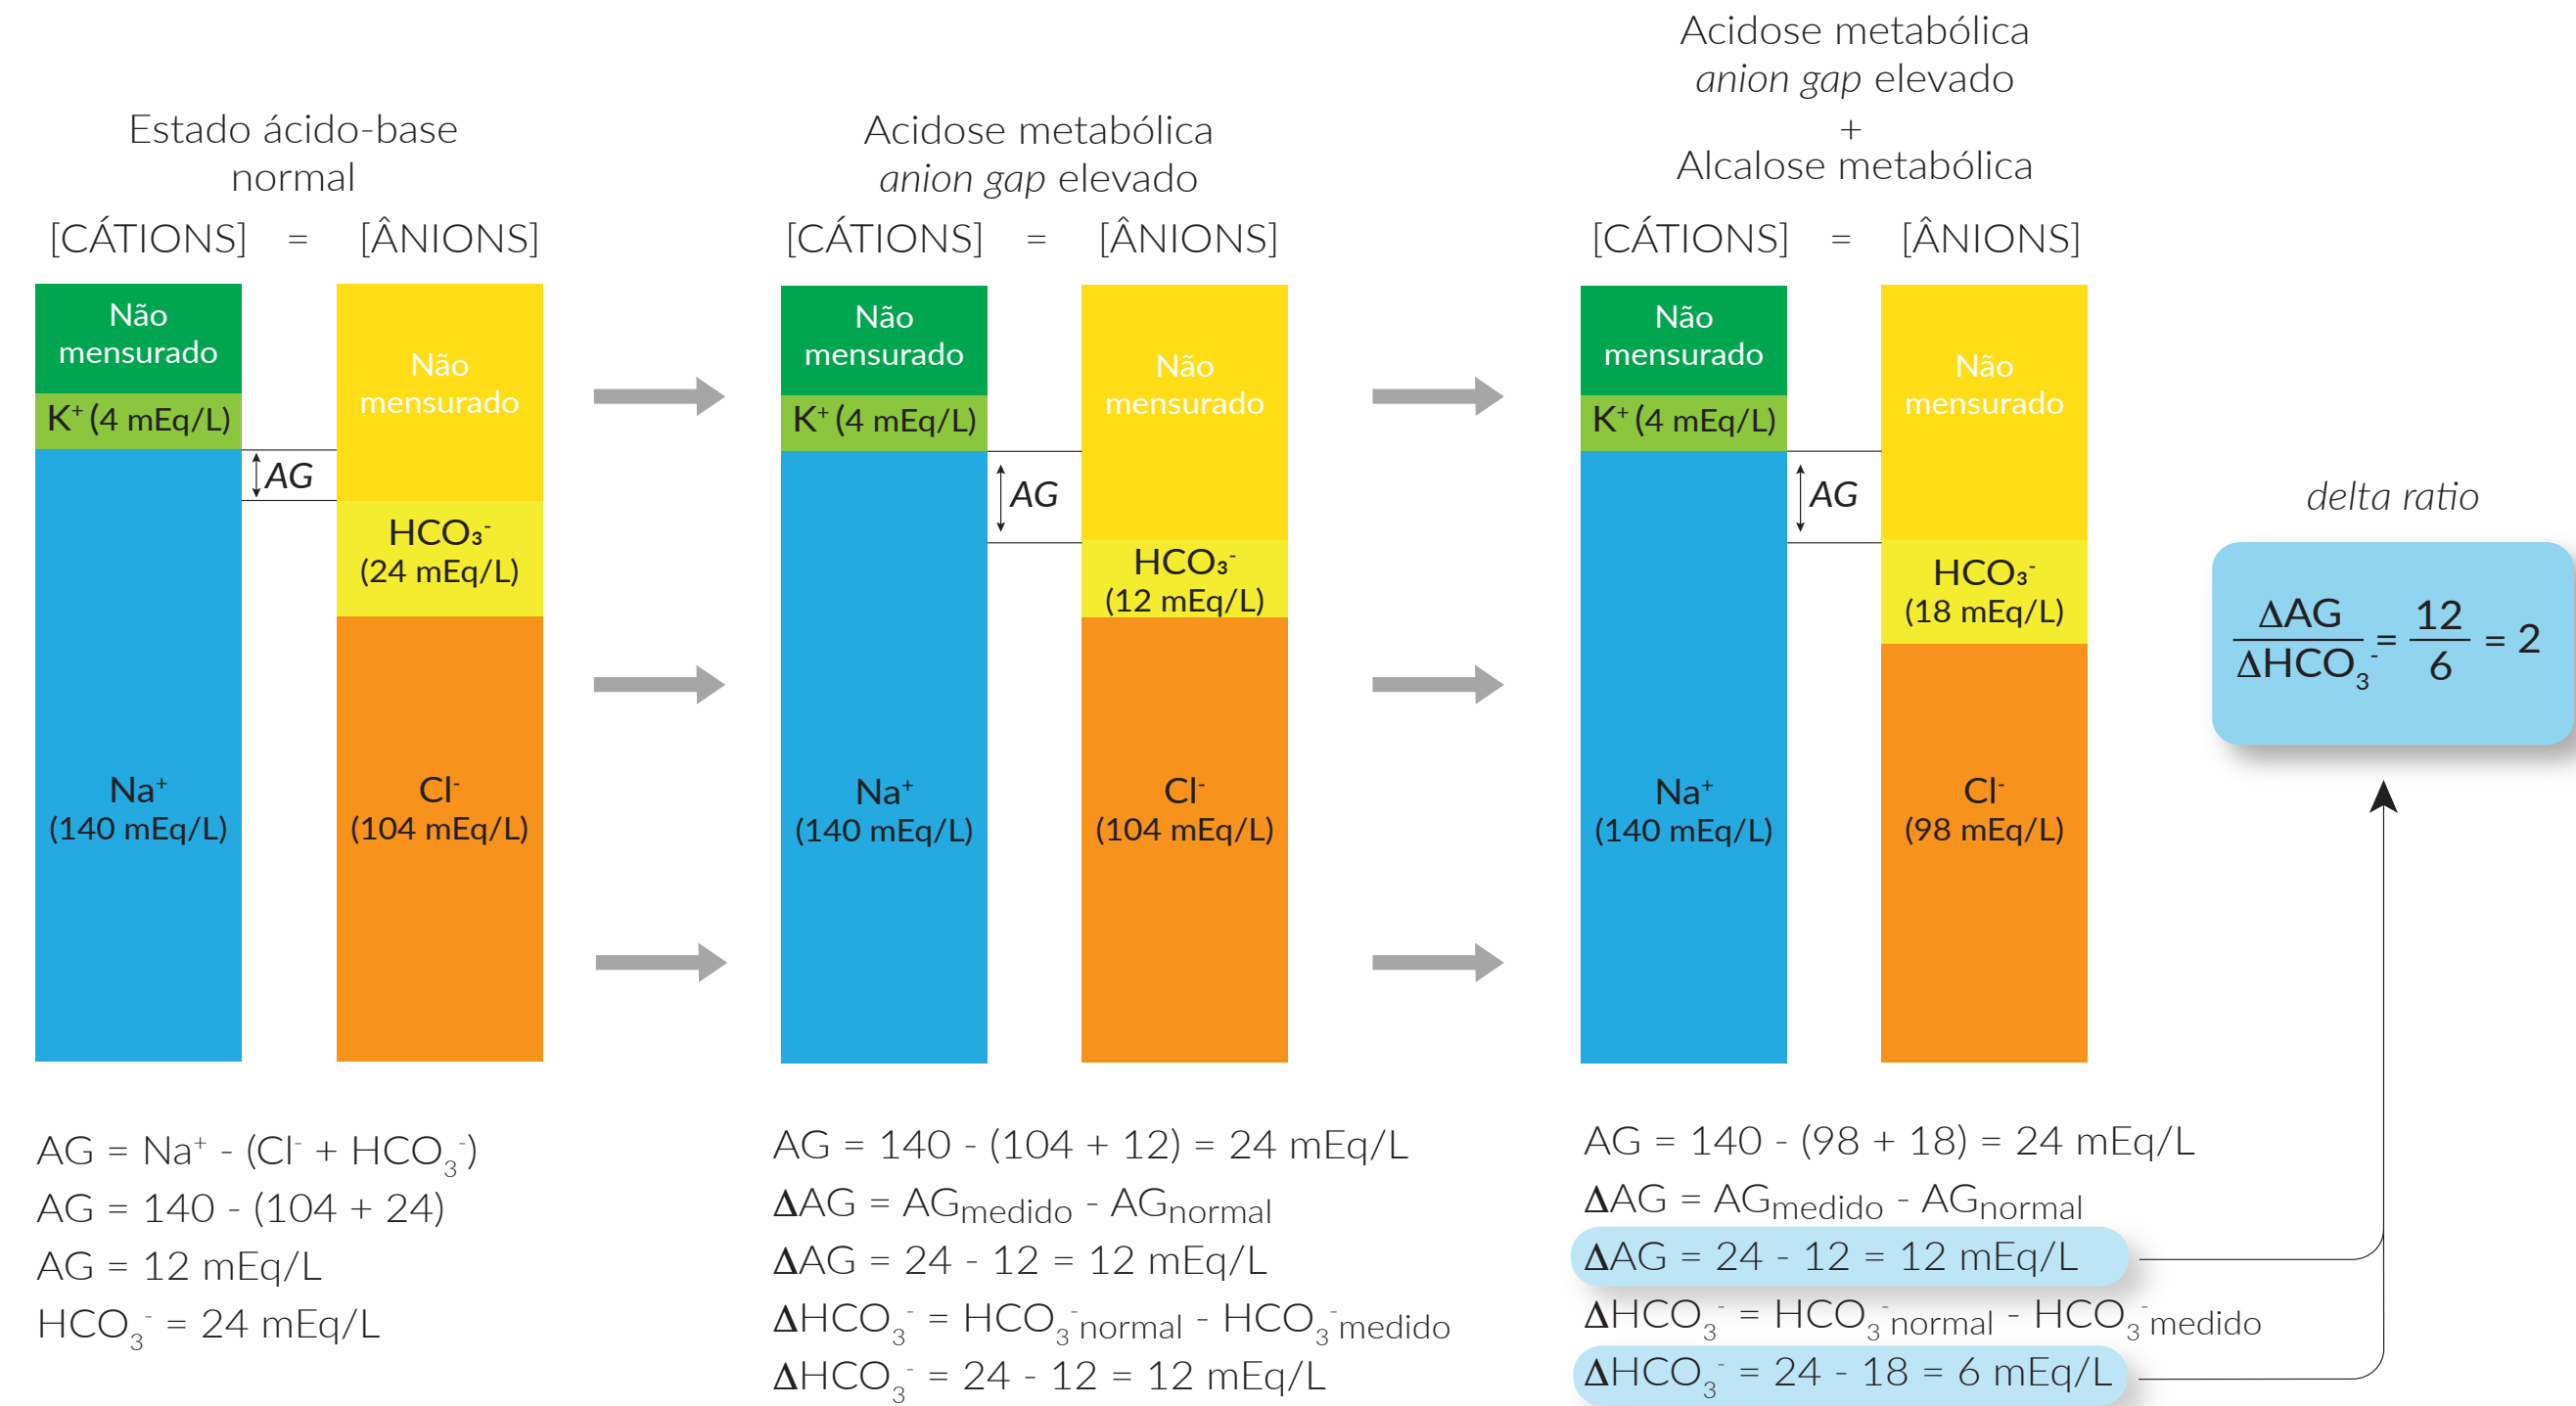 Estado ácido-base
normal
[CÁTIONS] = [ÂNIONS]
Não
mensurado
K⁺ (4 mEq/L)
Na⁺
(140 mEq/L)
AG
Não
mensurado
HCO₃⁻
(24 mEq/L)
Cl⁻
(104 mEq/L)
AG = Na⁺ - (Cl⁻ + HCO₃⁻)
AG = 140 - (104 + 24)
AG = 12 mEq/L
HCO₃⁻ = 24 mEq/L
Acidose metabólica
anion gap elevado
[CÁTIONS] = [ÂNIONS]
Não
mensurado
K⁺ (4 mEq/L)
Na⁺
(140 mEq/L)
AG
Não
mensurado
HCO₃⁻
(12 mEq/L)
Cl⁻
(104 mEq/L)
AG = 140 - (104 + 12) = 24 mEq/L
ΔAG = AGmedido - AGnormal
ΔAG = 24 - 12 = 12 mEq/L
ΔHCO₃⁻ = HCO₃⁻normal - HCO₃⁻medido
ΔHCO₃⁻ = 24 - 12 = 12 mEq/L
Acidose metabólica
anion gap elevado
+
Alcalose metabólica
[CÁTIONS] = [ÂNIONS]
Não
mensurado
K⁺ (4 mEq/L)
Na⁺
(140 mEq/L)
AG
Não
mensurado
HCO₃⁻
(18 mEq/L)
Cl⁻
(98 mEq/L)
AG = 140 - (98 + 18) = 24 mEq/L
ΔAG = AGmedido - AGnormal
ΔAG = 24 - 12 = 12 mEq/L
ΔHCO₃⁻ = HCO₃⁻normal - HCO₃⁻medido
ΔHCO₃⁻ = 24 - 18 = 6 mEq/L
delta ratio
ΔAG/ΔHCO₃⁻ = 12/6 = 2